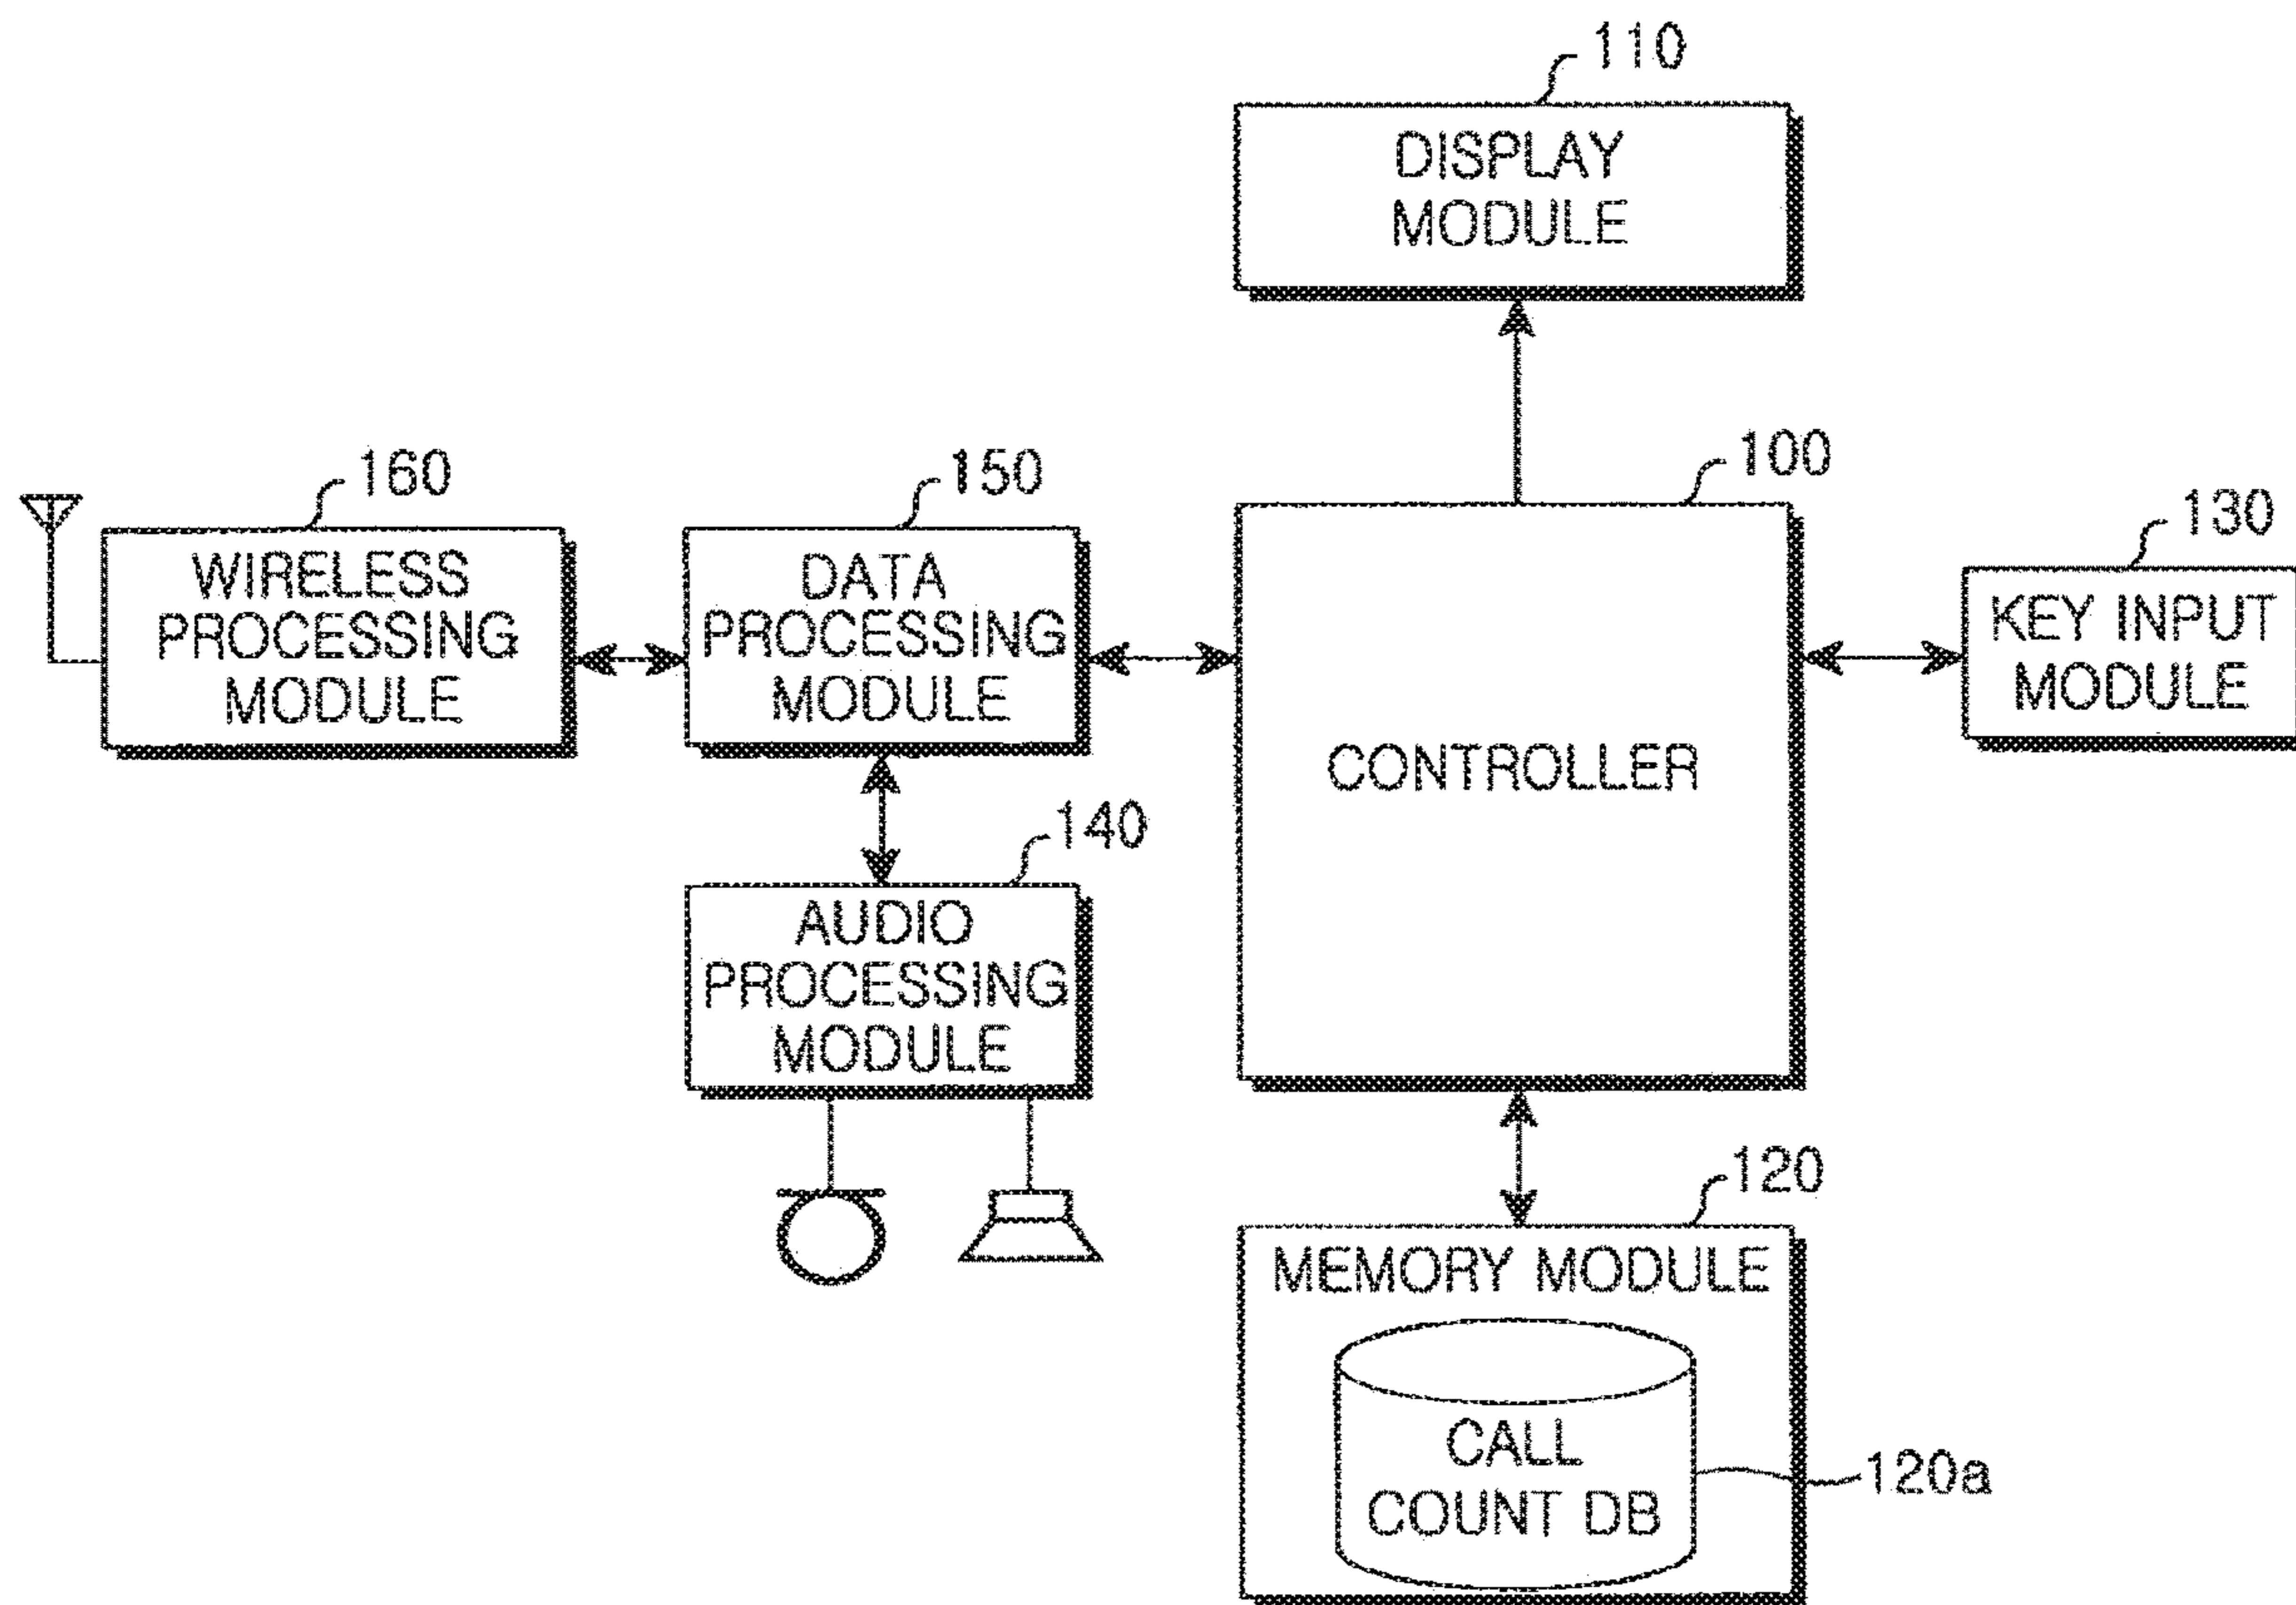 110
DISPLAY
MODULE
160
WIRELESS
PROCESSING
MODULE
150
DATA
PROCESSING
MODULE
100
CONTROLLER
130
KEY INPUT
MODULE
140
AUDIO
PROCESSING
MODULE
120
MEMORY MODULE
CALL
COUNT DB
120a